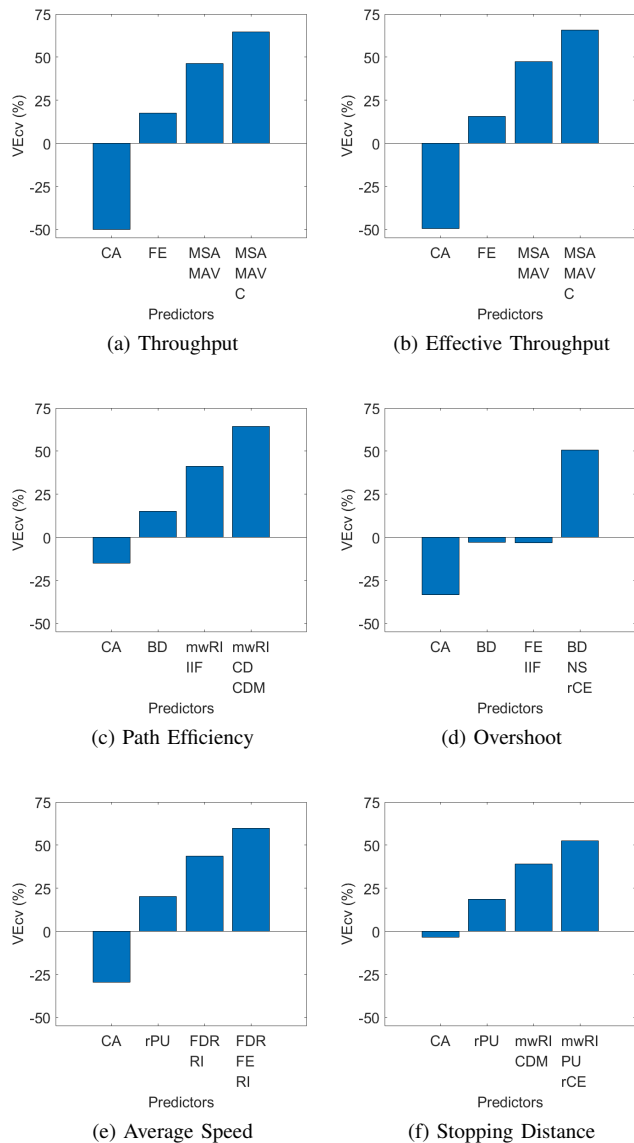 75
50
25
0
-25
-50
VEcv (%)
CA FE MSA MSA
MAV MAV
C
Predictors
(a) Throughput
75
50
25
0
-25
-50
VEcv (%)
CA FE MSA MSA
MAV MAV
C
Predictors
(b) Effective Throughput
75
50
25
0
-25
-50
VEcv (%)
CA BD mwRI mwRI
IIF CD
CDM
Predictors
(c) Path Efficiency
75
50
25
0
-25
-50
VEcv (%)
CA BD FE BD
IIF NS
rCE
Predictors
(d) Overshoot
75
50
25
0
-25
-50
VEcv (%)
CA rPU FDR FDR
RI FE
RI
Predictors
(e) Average Speed
75
50
25
0
-25
-50
VEcv (%)
CA rPU mwRI mwRI
CDM PU
rCE
Predictors
(f) Stopping Distance